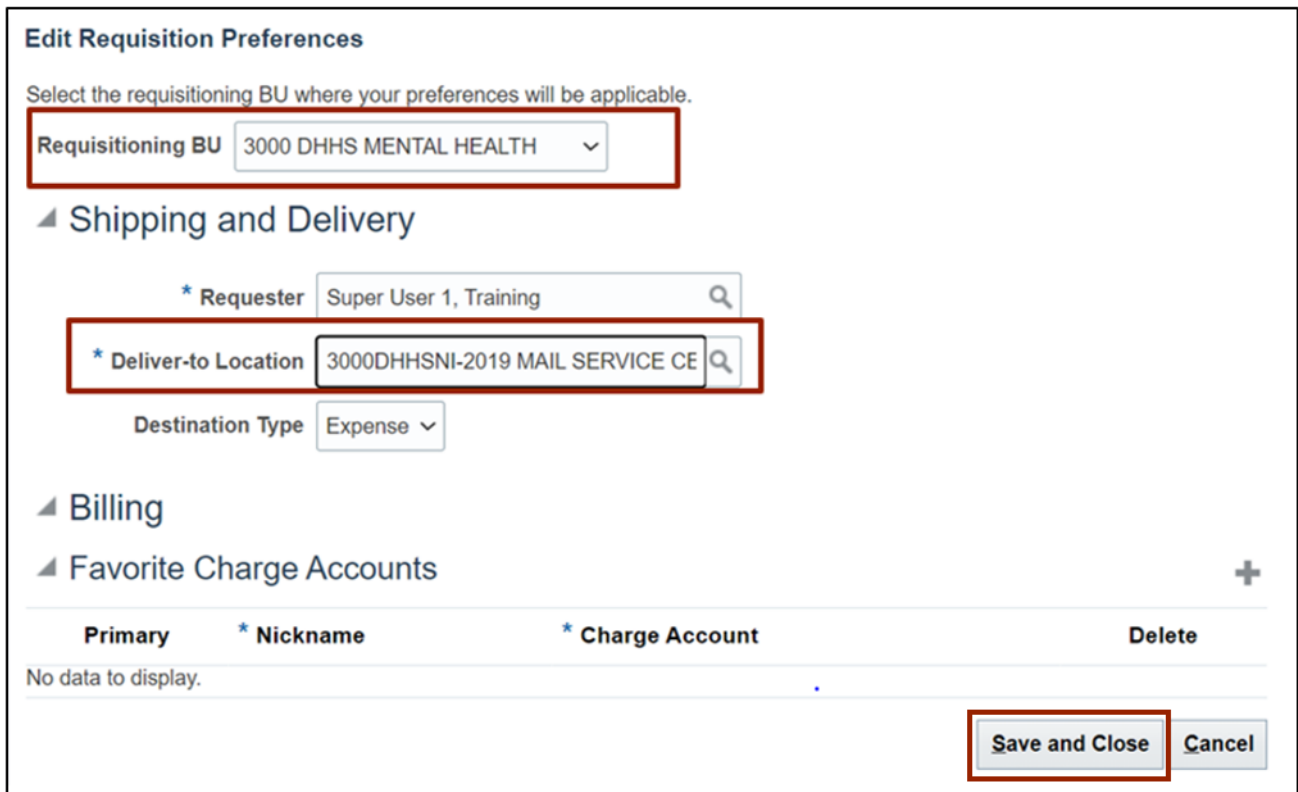 Edit Requisition Preferences
Select the requisitioning BU where your preferences will be applicable.
Requisitioning BU 3000 DHHS MENTAL HEALTH
Shipping and Delivery
* Requester Super User 1, Training
* Deliver-to Location 3000DHHSNI-2019 MAIL SERVICE CE
Destination Type Expense
Billing
Favorite Charge Accounts
Primary * Nickname * Charge Account Delete
No data to display.
Save and Close Cancel